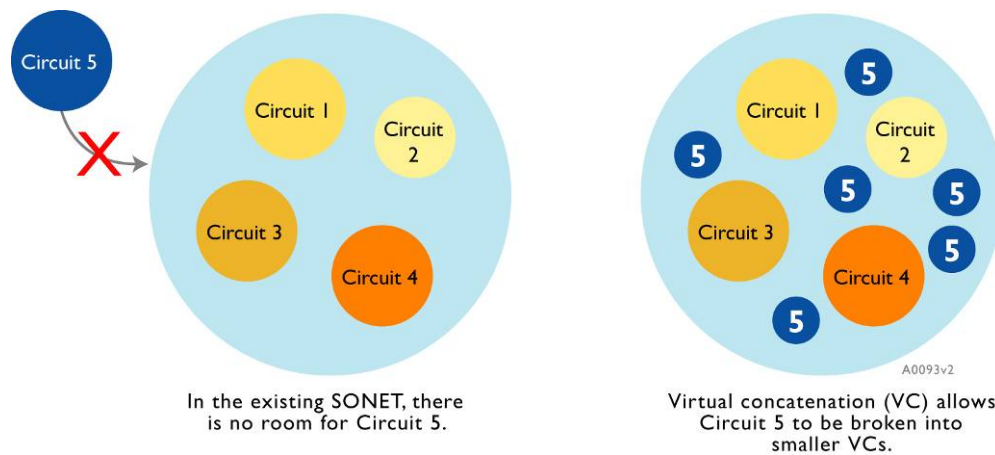 Circuit 5
Circuit 1
Circuit
2
Circuit 3
Circuit 4
In the existing SONET, there
is no room for Circuit 5.
5
Circuit 1
Circuit
2
5
5
5
Circuit 3
5
Circuit 4
5
A0093v2
Virtual concatenation (VC) allows
Circuit 5 to be broken into
smaller VCs.